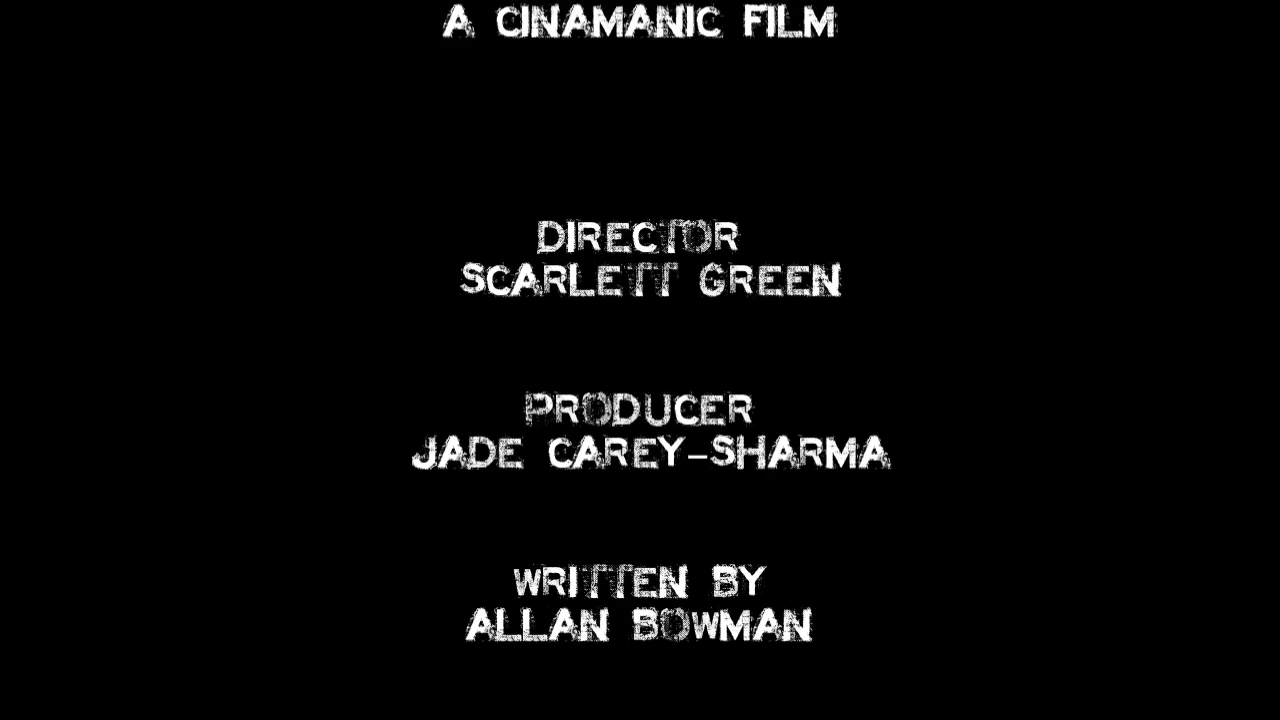 A CINAMANIC FILM
DIRECTOR
SCARLETT GREEN
PRODUCER
JADE CAREY-SHARMA
WRITTEN BY
ALLAN BOWMAN